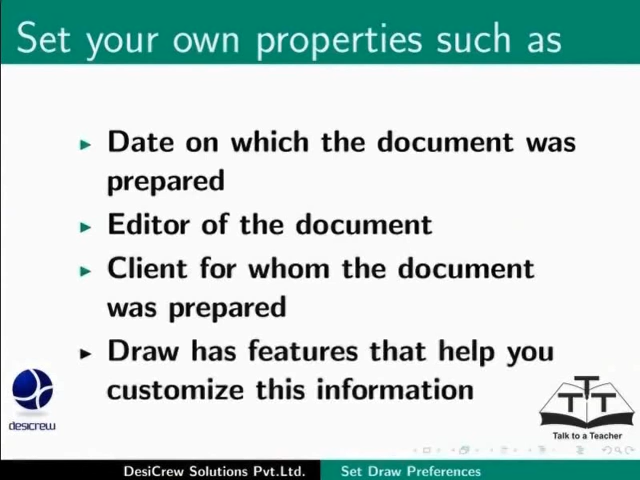 Set your own properties such as
Date on which the document was
prepared
Editor of the document
Client for whom the document
was prepared
Draw has features that help you
customize this information
desicrew
TTT
Talk to a Teacher
DesiCrew Solutions Pvt.Ltd.
Set Draw Preferences